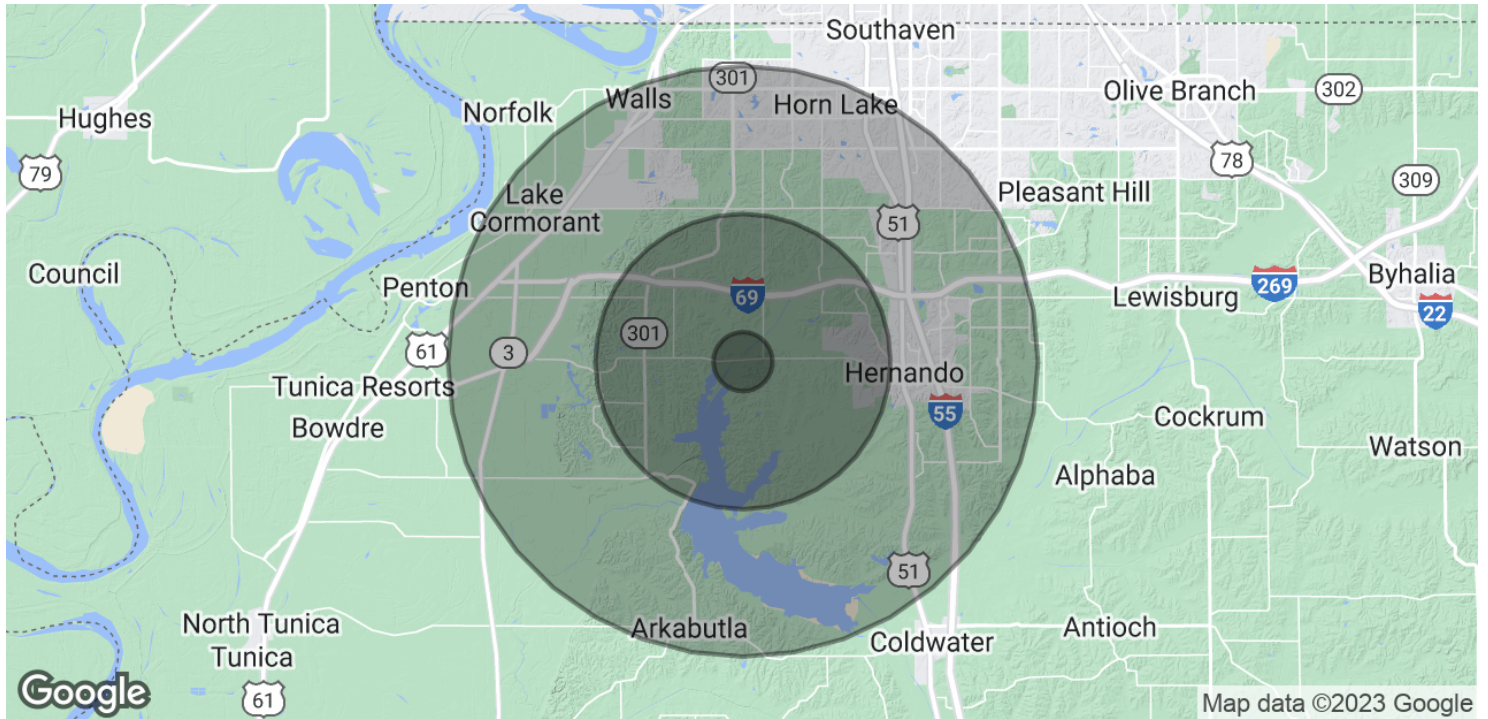 Southaven
301
Walls
Horn Lake
Olive Branch
302
Hughes
Norfolk
79
78
309
Pleasant Hill
Lake
Cormorant
51
Council
Penton
69
269
Byhalia
Lewisburg
22
301
61
3
Tunica Resorts
Hernando
55
Bowdre
Cockrum
Watson
Alphaba
51
North Tunica
Tunica
Arkabutla
Coldwater
Antioch
61
Google
Map data ©2023 Google